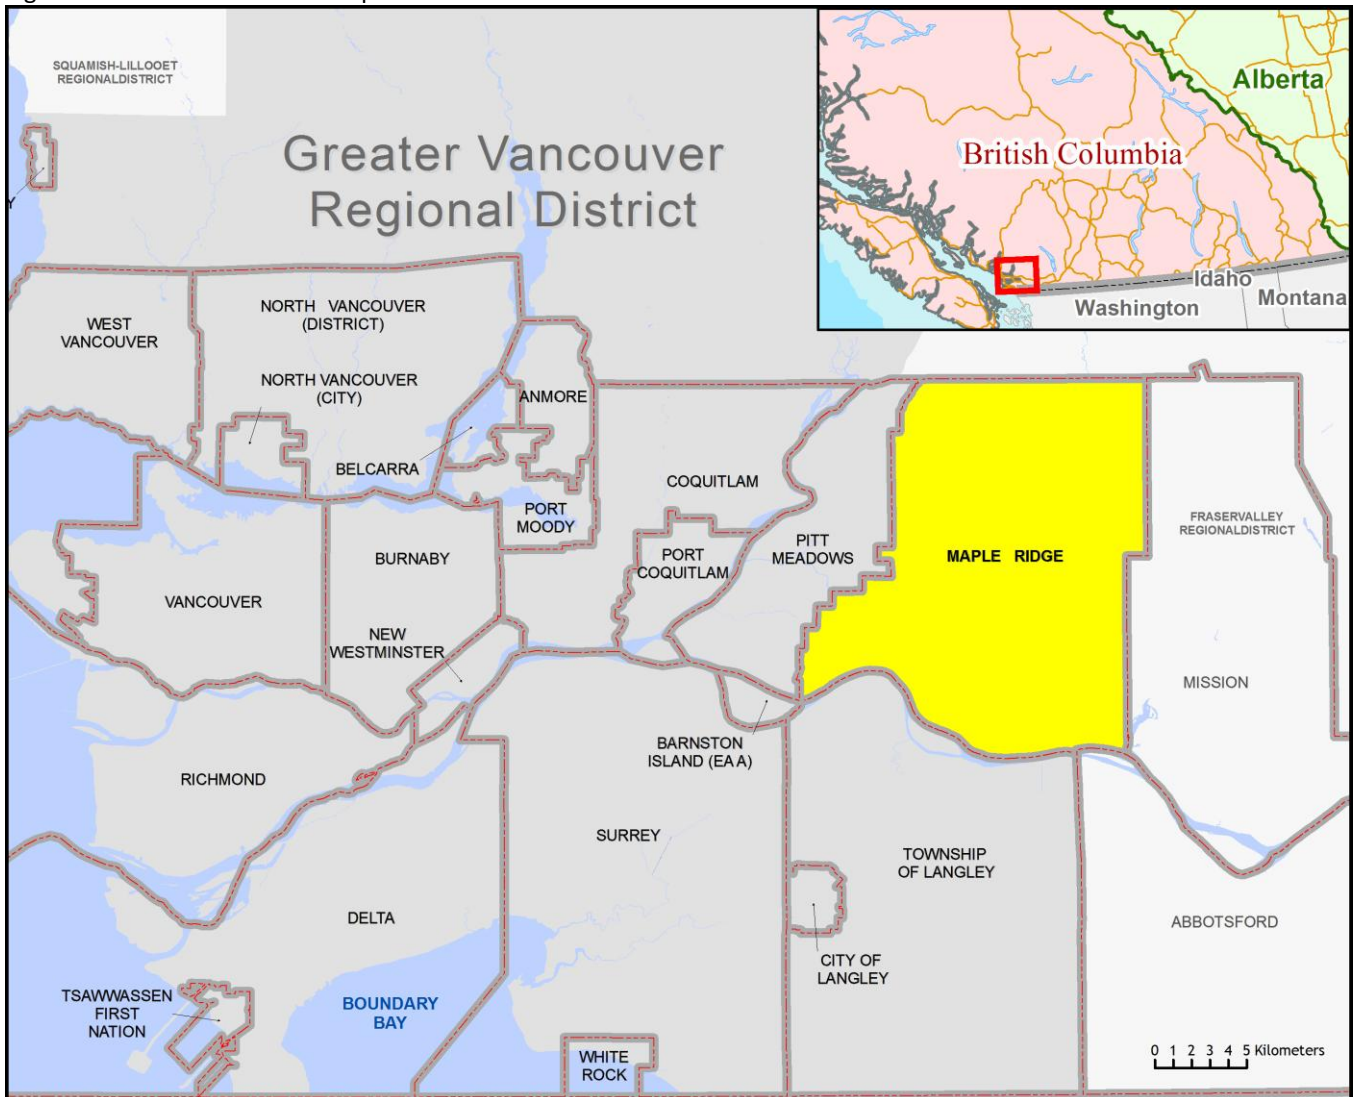 SQUAMISH-LILLOOET
REGIONALDISTRICT
Greater Vancouver
Regional District
Alberta
British Columbia
Idaho
Montana
Washington
WEST
VANCOUVER
NORTH VANCOUVER
(DISTRICT)
NORTH VANCOUVER
(CITY)
ANMORE
BELCARRA
COQUITLAM
PORT
MOODY
PITT
MEADOWS
FRASERVALLEY
REGIONALDISTRICT
BURNABY
PORT
COQUITLAM
MAPLE RIDGE
VANCOUVER
NEW
WESTMINSTER
MISSION
BARNSTON
ISLAND (EA A)
RICHMOND
SURREY
TOWNSHIP
OF LANGLEY
DELTA
ABBOTSFORD
CITY OF
LANGLEY
TSAWWASSEN
FIRST
NATION
BOUNDARY
BAY
WHITE
ROCK
0 1 2 3 4 5 Kilometers